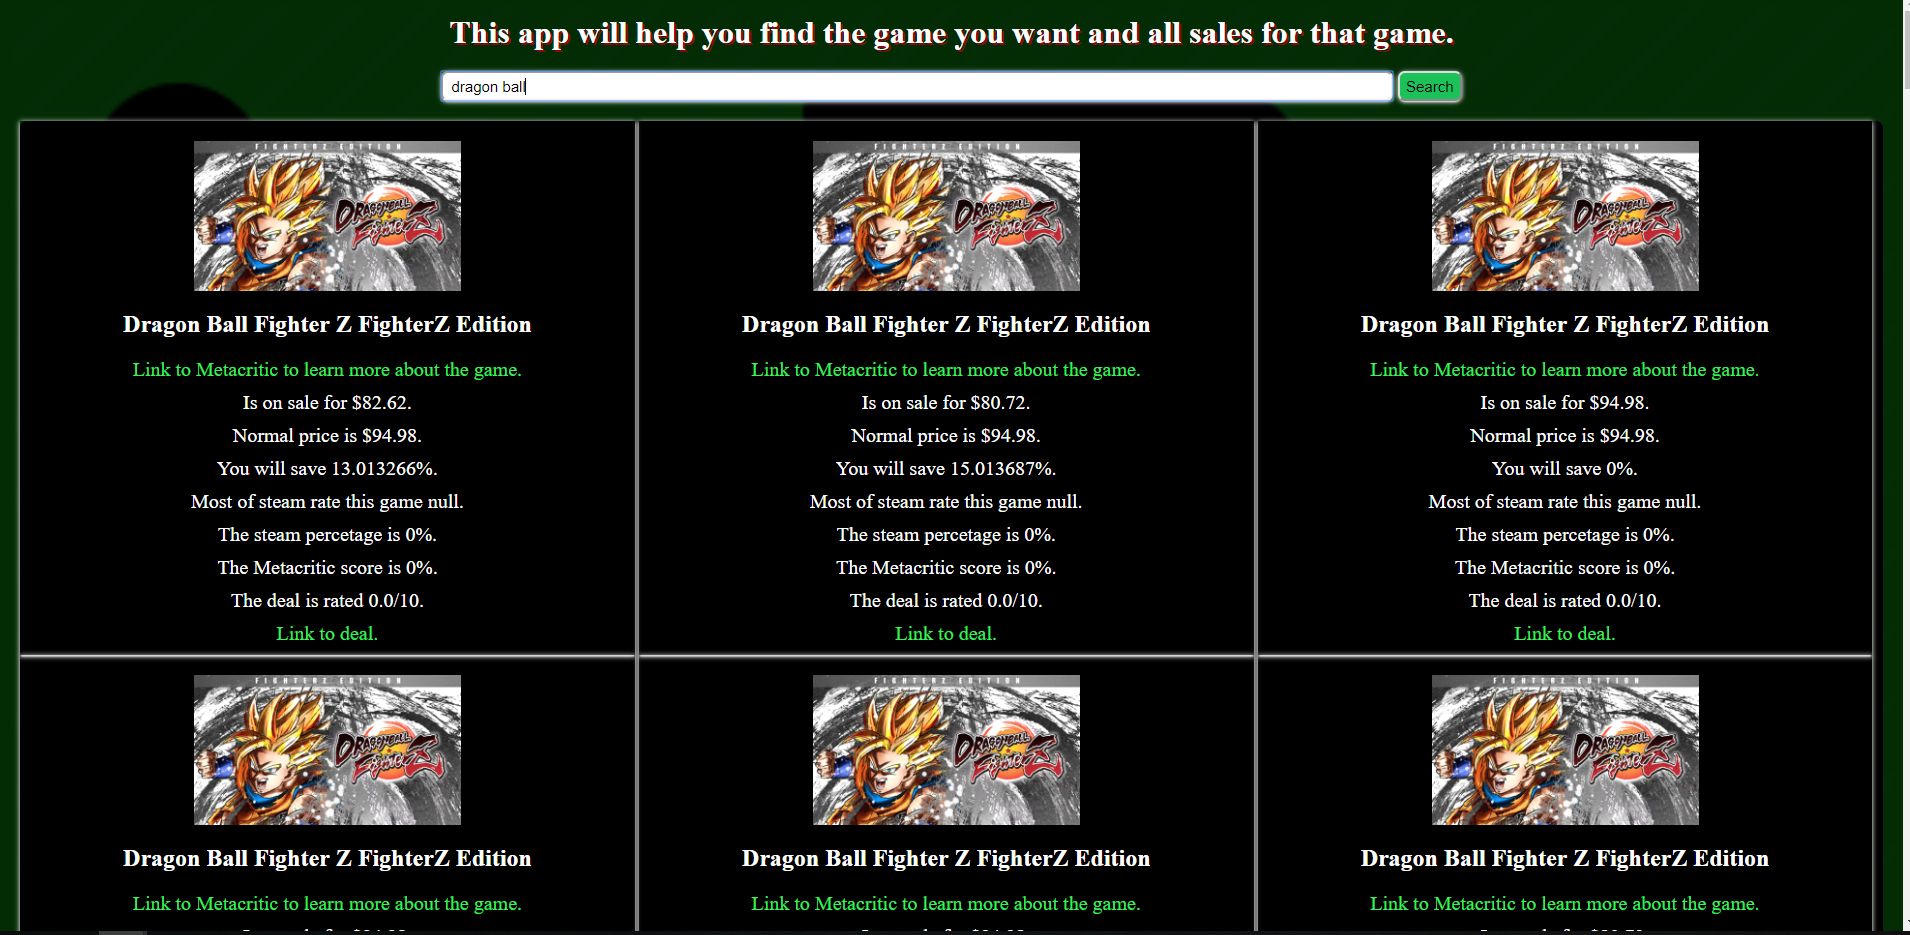 This app will help you find the game you want and all sales for that game.
dragon ball Search
FIGHTERZ EDITION FIGHTERZ EDITION FIGHTERZ EDITION
DRAGONBALL DRAGONBALL DRAGONBALL
FighterZ FighterZ FighterZ
Dragon Ball Fighter Z FighterZ Edition Dragon Ball Fighter Z FighterZ Edition Dragon Ball Fighter Z FighterZ Edition
Link to Metacritic to learn more about the game. Link to Metacritic to learn more about the game. Link to Metacritic to learn more about the game.
Is on sale for $82.62. Is on sale for $80.72. Is on sale for $94.98.
Normal price is $94.98. Normal price is $94.98. Normal price is $94.98.
You will save 13.013266%. You will save 15.013687%. You will save 0%.
Most of steam rate this game null. Most of steam rate this game null. Most of steam rate this game null.
The steam percetage is 0%. The steam percetage is 0%. The steam percetage is 0%.
The Metacritic score is 0%. The Metacritic score is 0%. The Metacritic score is 0%.
The deal is rated 0.0/10. The deal is rated 0.0/10. The deal is rated 0.0/10.
Link to deal. Link to deal. Link to deal.
FIGHTERZ EDITION FIGHTERZ EDITION FIGHTERZ EDITION
DRAGONBALL DRAGONBALL DRAGONBALL
FighterZ FighterZ FighterZ
Dragon Ball Fighter Z FighterZ Edition Dragon Ball Fighter Z FighterZ Edition Dragon Ball Fighter Z FighterZ Edition
Link to Metacritic to learn more about the game. Link to Metacritic to learn more about the game. Link to Metacritic to learn more about the game.